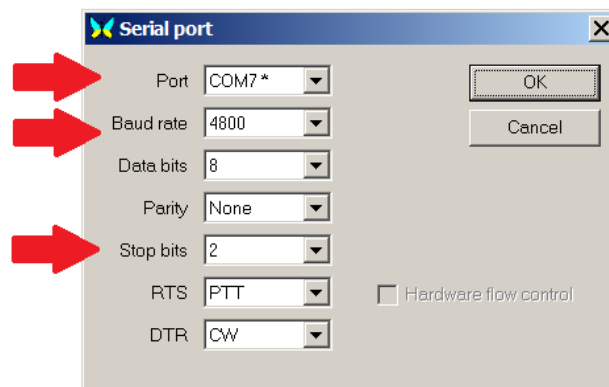 Serial port
Port COM7 * OK
Baud rate 4800 Cancel
Data bits 8
Parity None
Stop bits 2
RTS PTT Hardware flow control
DTR CW